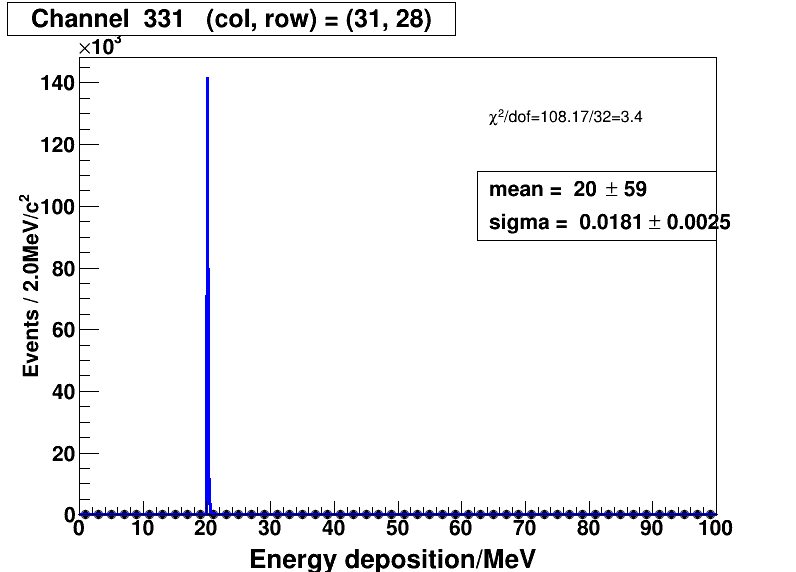 Channel 331 (col, row) = (31, 28)
×10³
140
120
100
80
60
40
20
0
Events / 2.0MeV/c²
χ²/dof=108.17/32=3.4
mean = 20 ± 59
sigma = 0.0181 ± 0.0025
0 10 20 30 40 50 60 70 80 90 100
Energy deposition/MeV